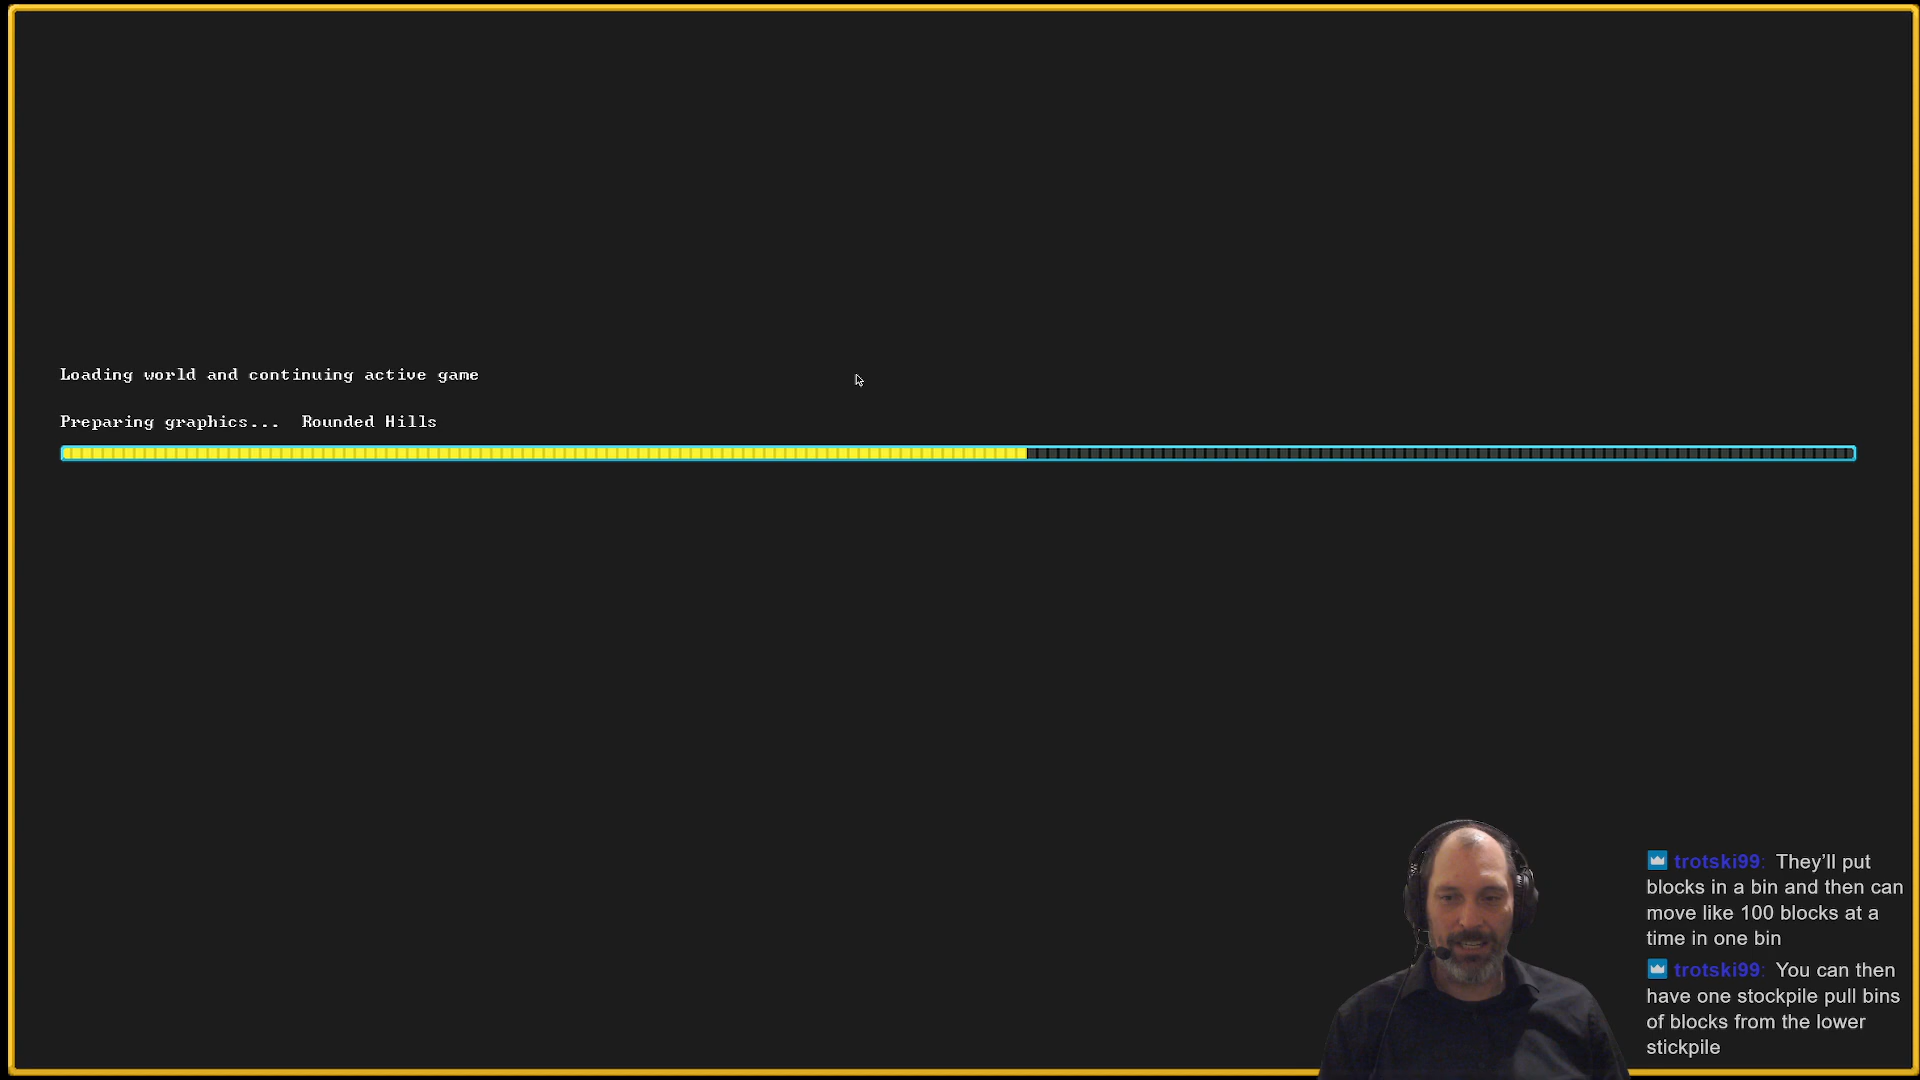 Loading world and continuing active game
Preparing graphics... Rounded Hills
trotski99: They'll put
blocks in a bin and then can
move like 100 blocks at a
time in one bin
trotski99: You can then
have one stockpile pull bins
of blocks from the lower
stickpile